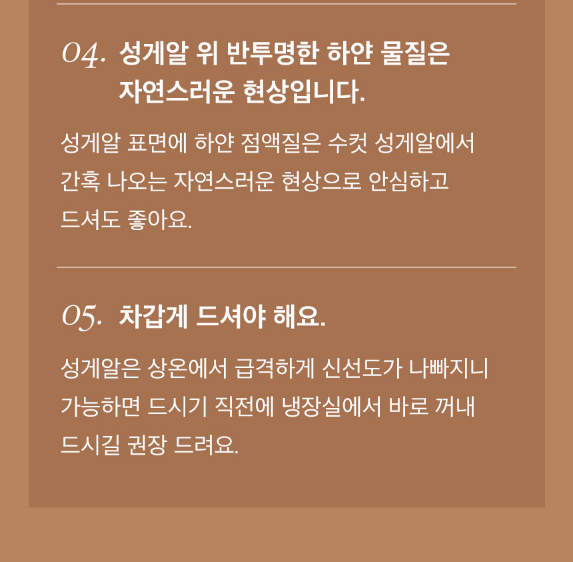 04. 성게알 위 반투명한 하얀 물질은
자연스러운 현상입니다.
성게알 표면에 하얀 점액질은 수컷 성게알에서
간혹 나오는 자연스러운 현상으로 안심하고
드셔도 좋아요.
05. 차갑게 드셔야 해요.
성게알은 상온에서 급격하게 신선도가 나빠지니
가능하면 드시기 직전에 냉장실에서 바로 꺼내
드시길 권장 드려요.